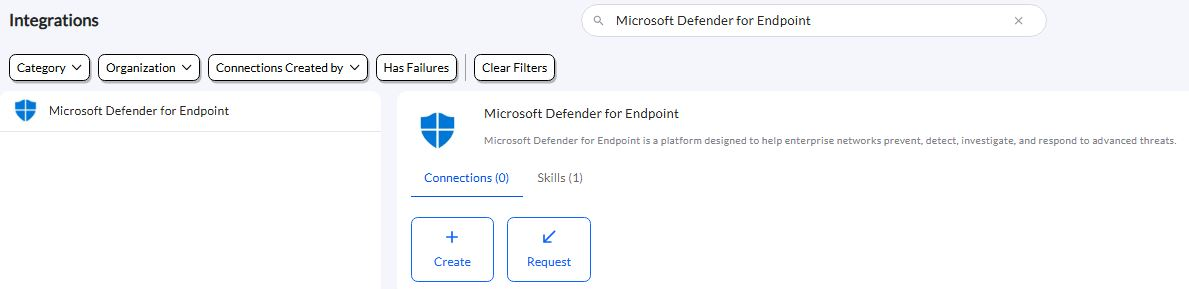 Integrations
Microsoft Defender for Endpoint
Category
Organization
Connections Created by
Has Failures
Clear Filters
Microsoft Defender for Endpoint
Microsoft Defender for Endpoint
Microsoft Defender for Endpoint is a platform designed to help enterprise networks prevent, detect, investigate, and respond to advanced threats.
Connections (0)
Skills (1)
Create
Request